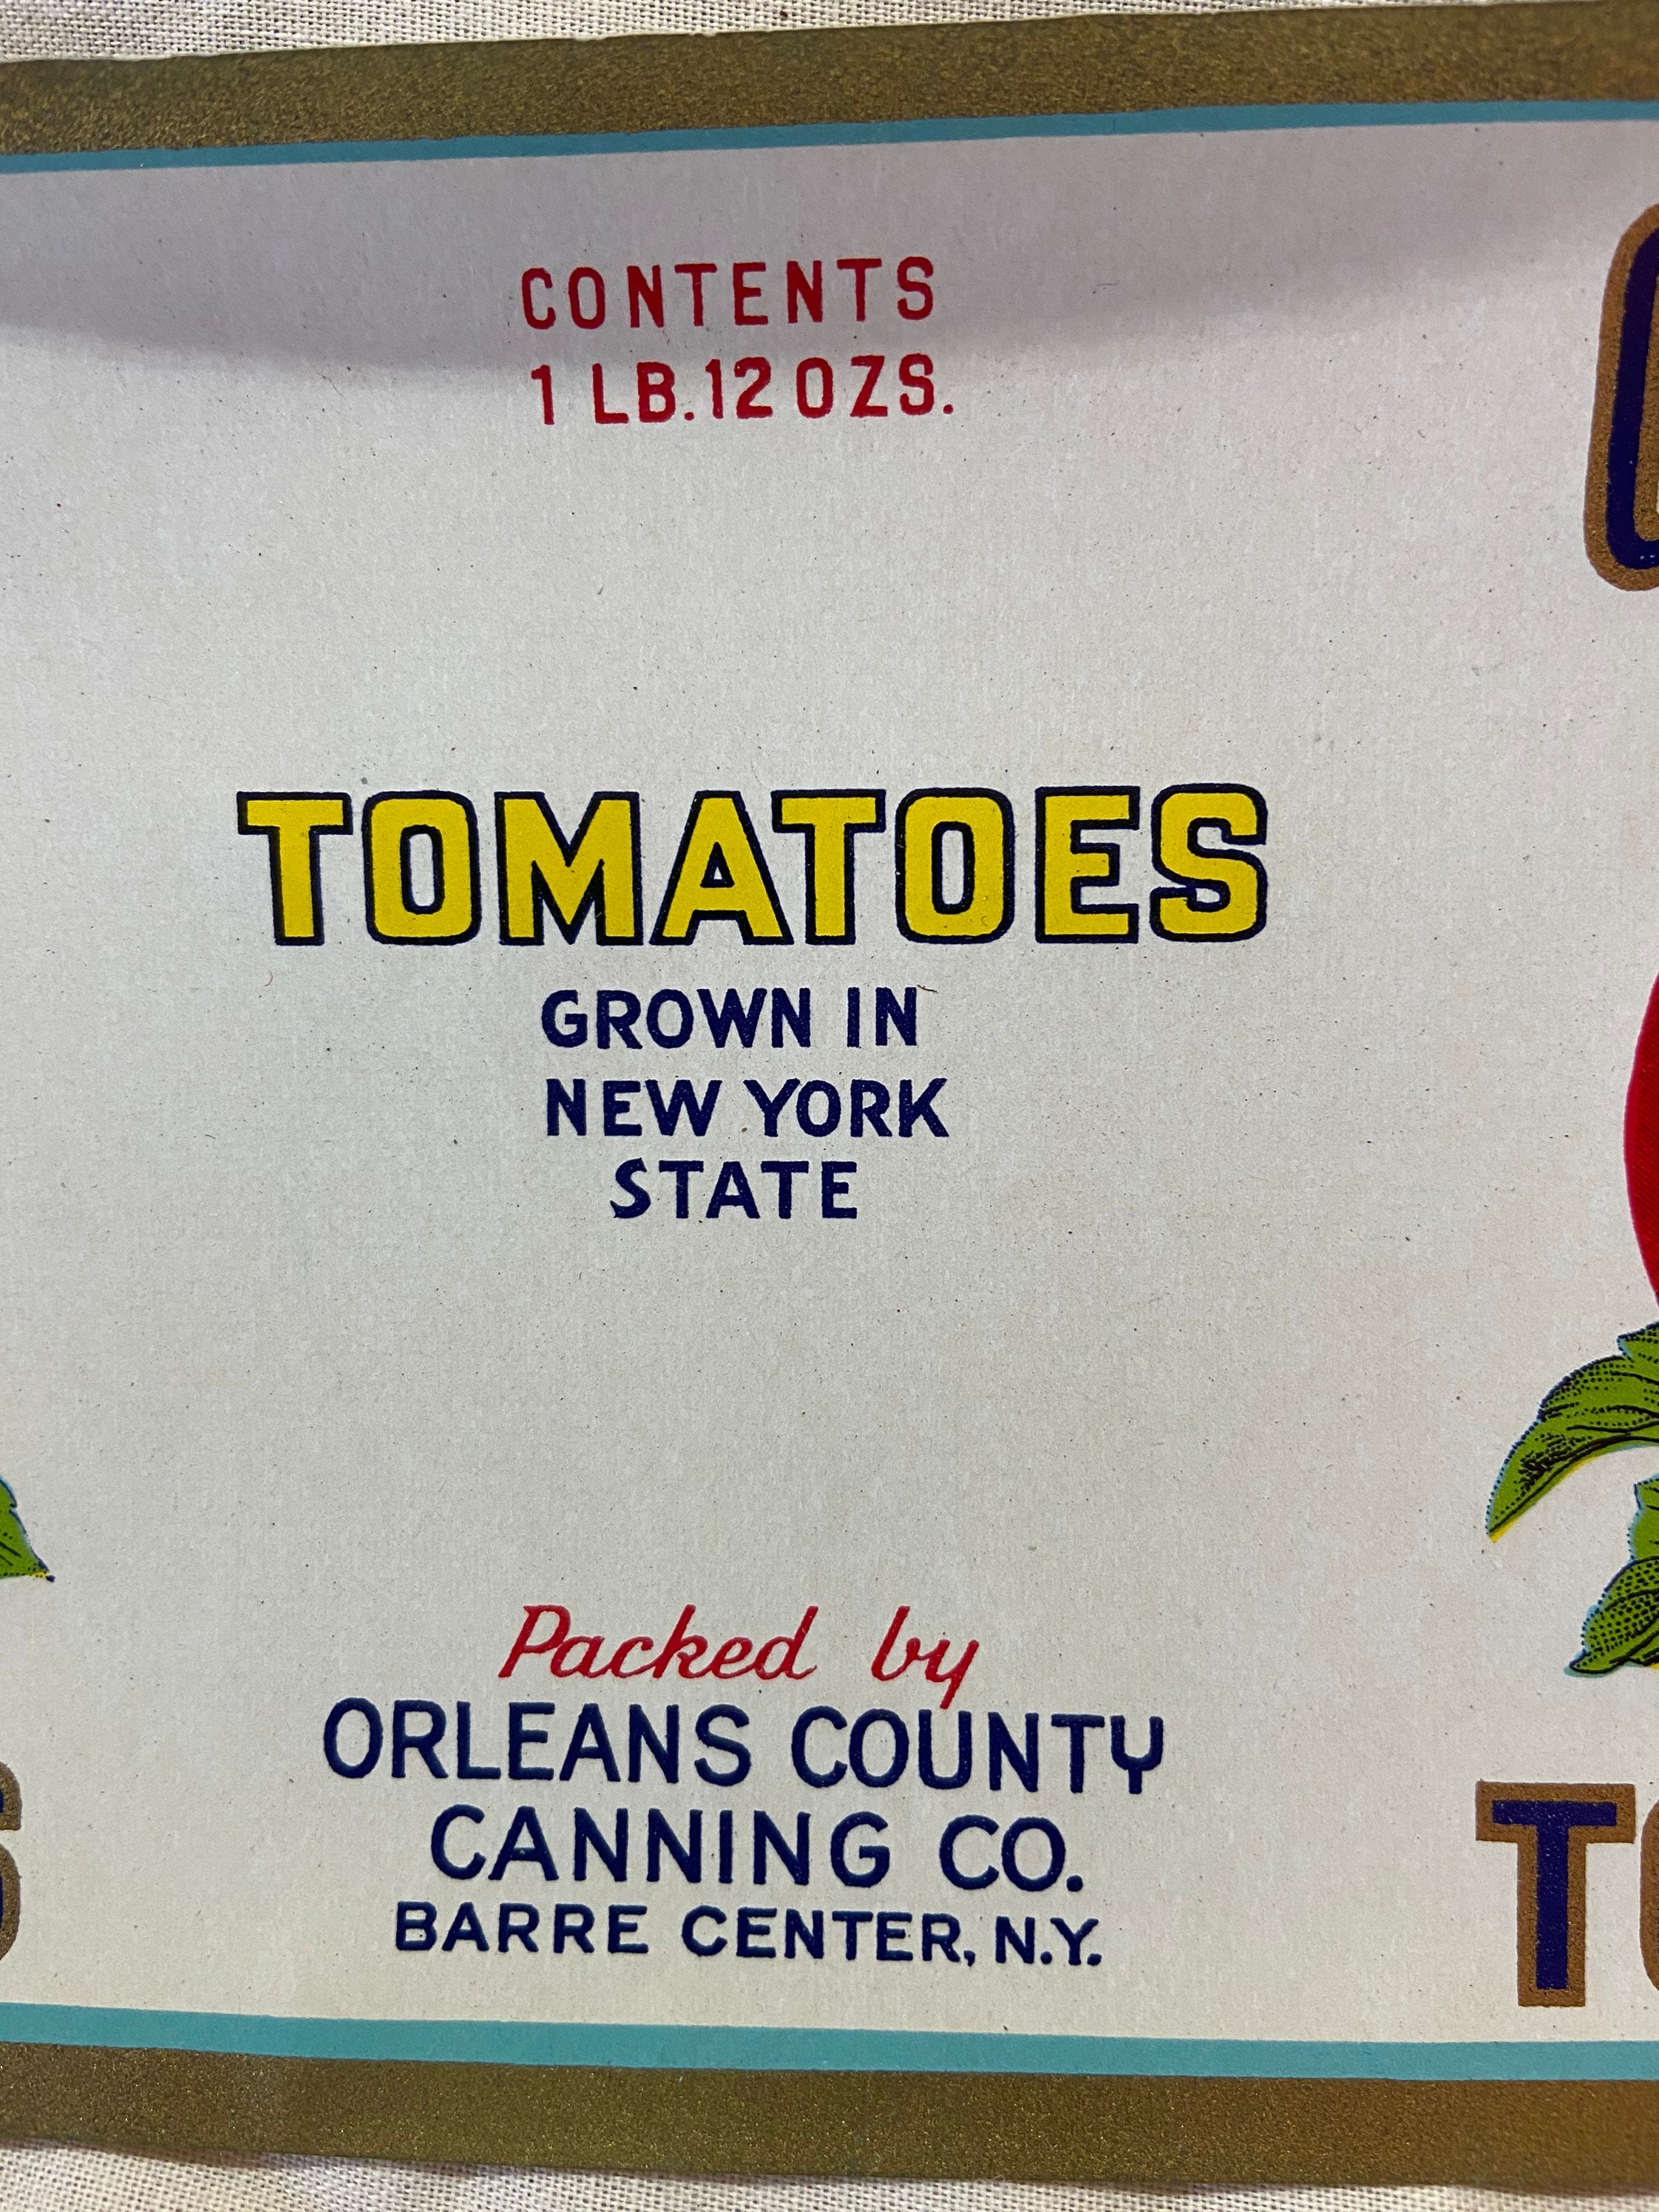 CONTENTS
1 LB. 12 OZS.
TOMATOES
GROWN IN
NEW YORK
STATE
Packed by
ORLEANS COUNTY
CANNING CO.
BARRE CENTER, N.Y.